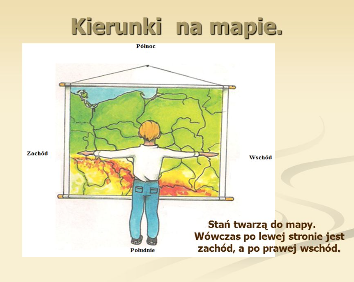 Kierunki na mapie.
Północ
Zachód
Wschód
Południe
Stań twarzą do mapy.
Wówczas po lewej stronie jest
zachód, a po prawej wschód.